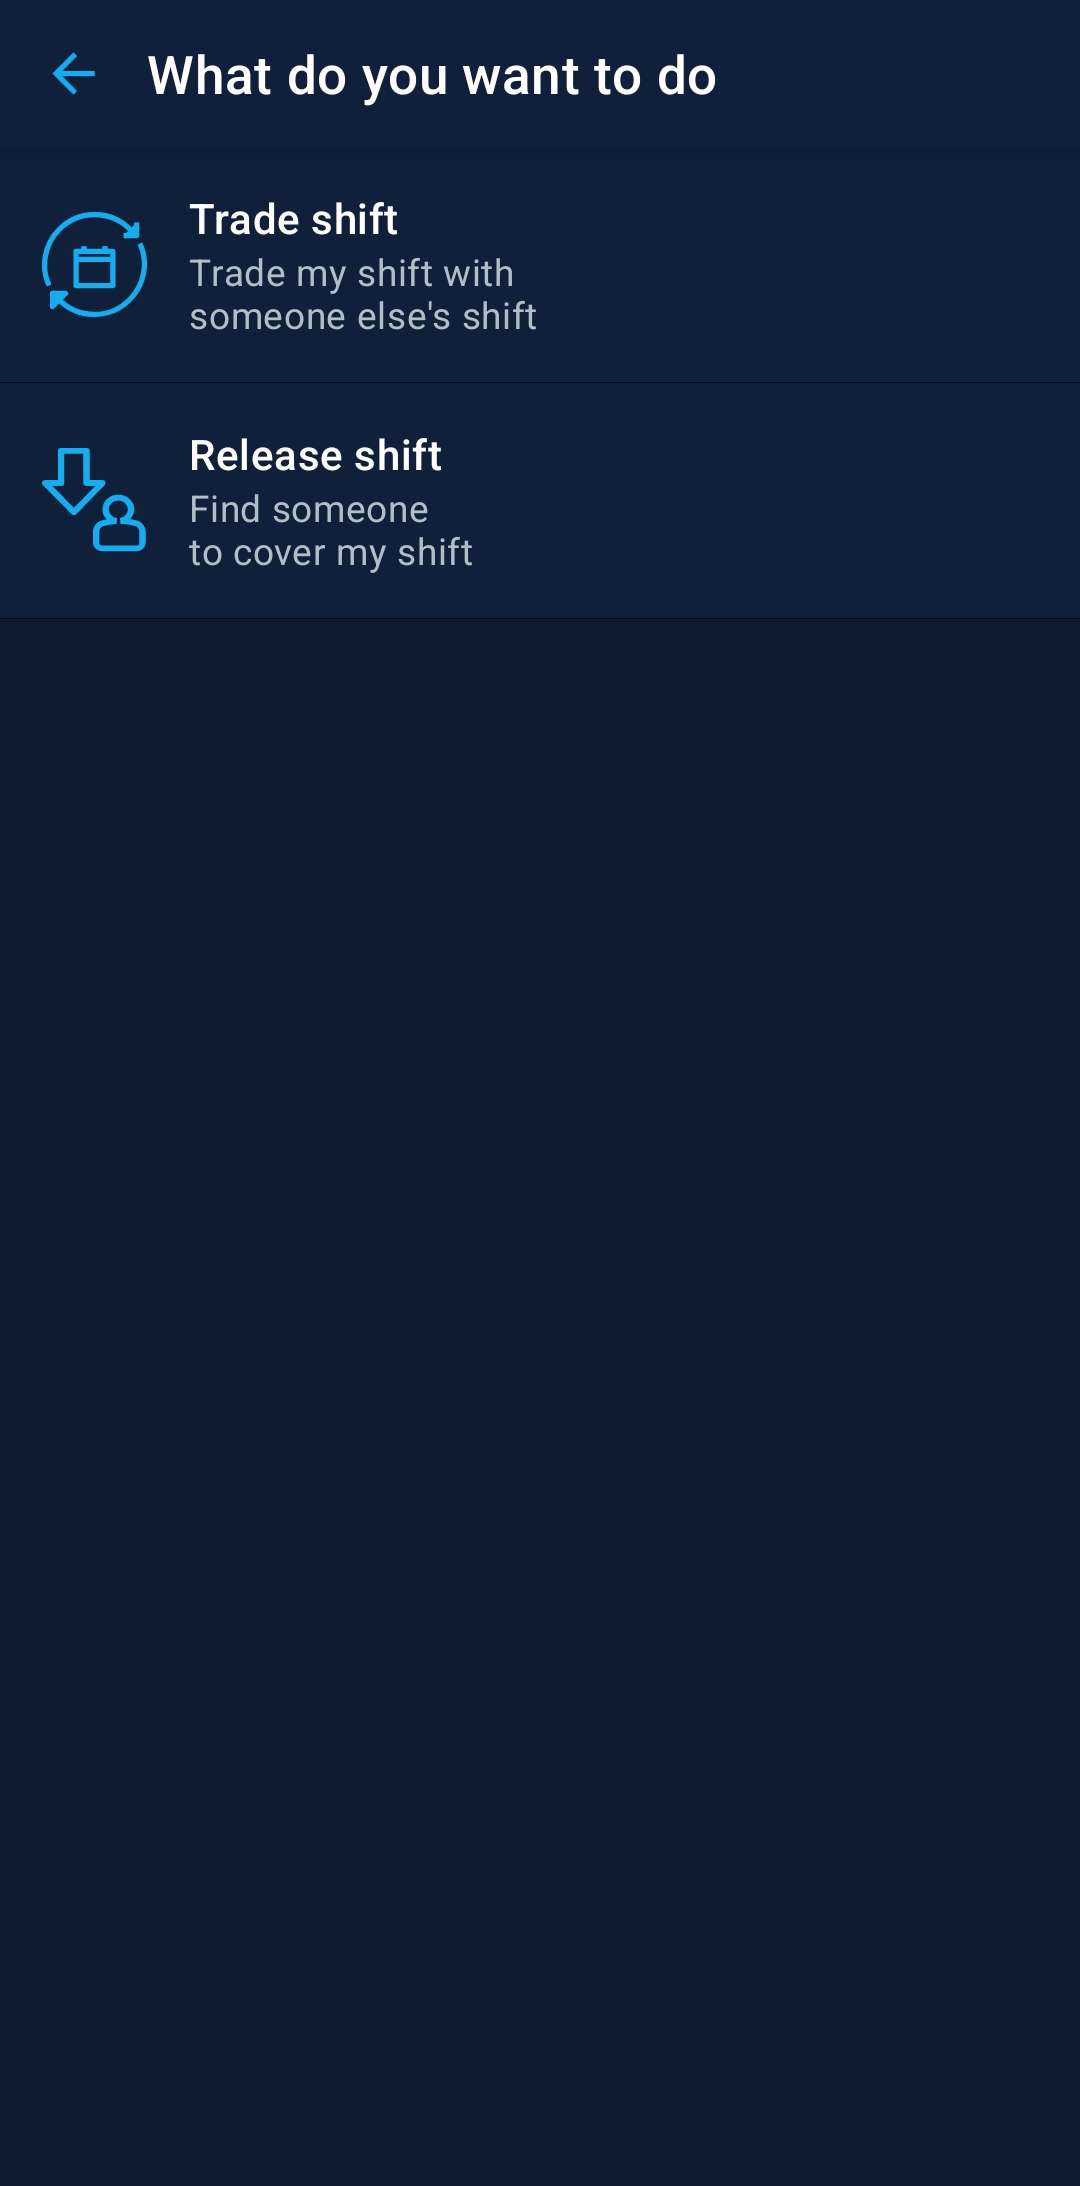 What do you want to do
Trade shift
Trade my shift with
someone else's shift
Release shift
Find someone
to cover my shift